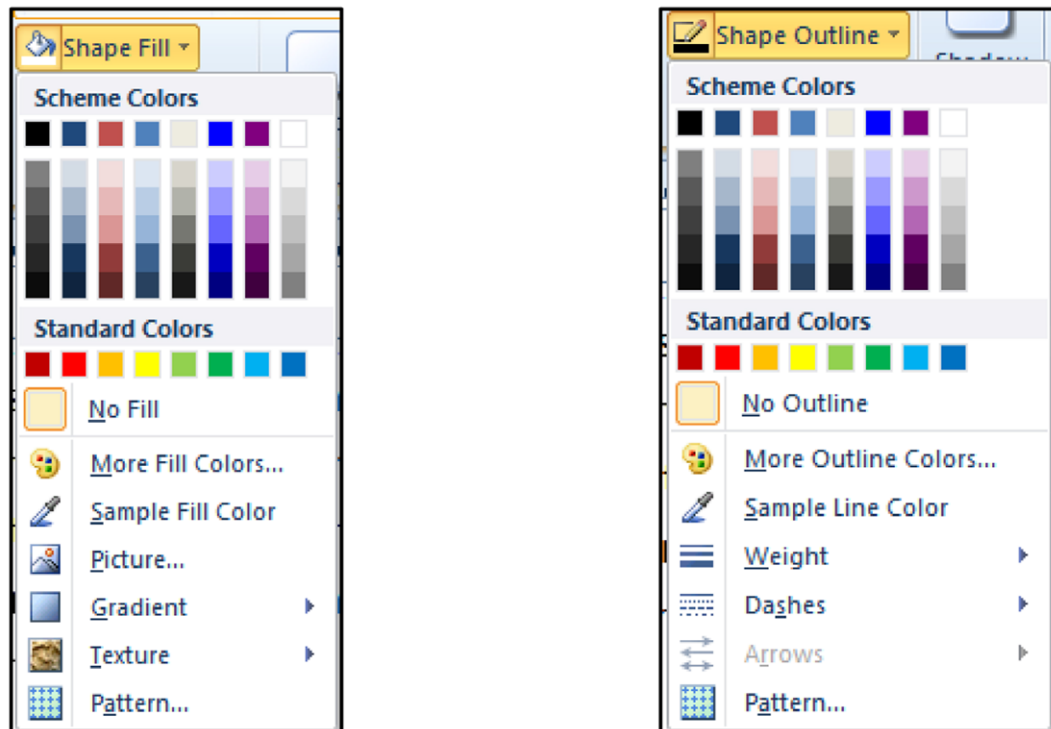 Shape Fill
Scheme Colors
Standard Colors
No Fill
More Fill Colors...
Sample Fill Color
Picture...
Gradient
Texture
Pattern...
Shape Outline
Scheme Colors
Standard Colors
No Outline
More Outline Colors...
Sample Line Color
Weight
Dashes
Arrows
Pattern...